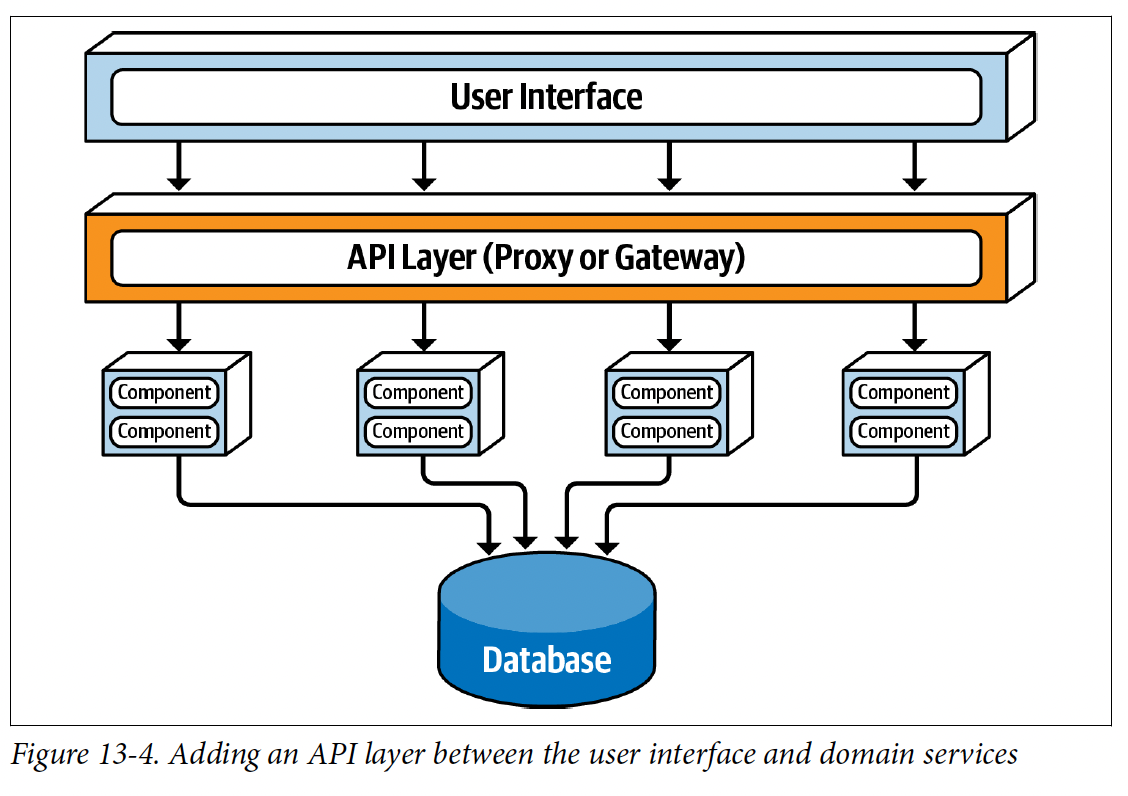 User Interface
API Layer (Proxy or Gateway)
Component Component Component Component
Component Component Component Component
Database
Figure 13-4. Adding an API layer between the user interface and domain services